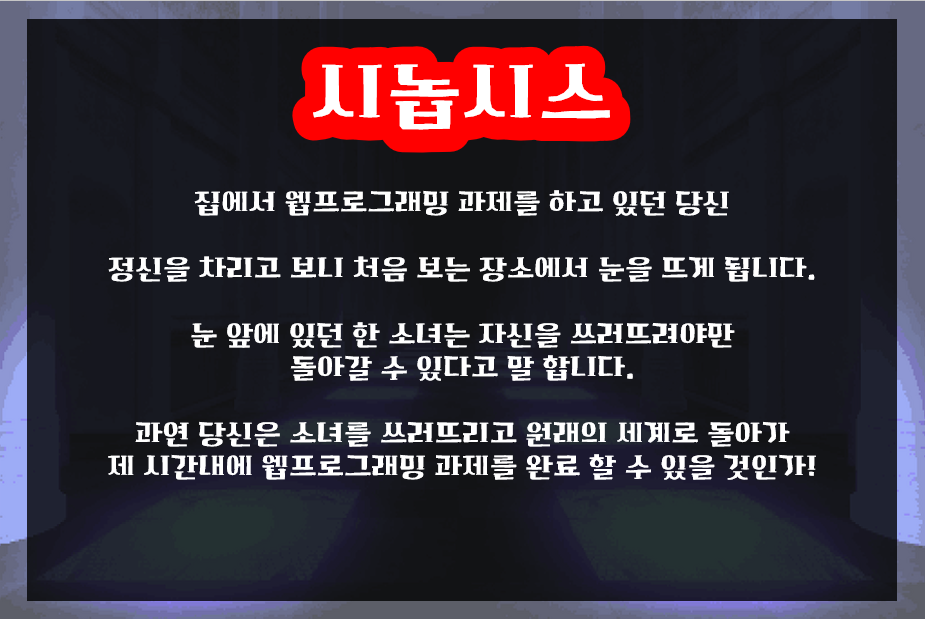 시놉시스
집에서 웹프로그래밍 과제를 하고 있던 당신
정신을 차리고 보니 처음 보는 장소에서 눈을 뜨게 됩니다.
눈 앞에 있던 한 소녀는 자신을 쓰러뜨려야만
돌아갈 수 있다고 말 합니다.
과연 당신은 소녀를 쓰러뜨리고 원래의 세계로 돌아가
제 시간내에 웹프로그래밍 과제를 완료 할 수 있을 것인가!